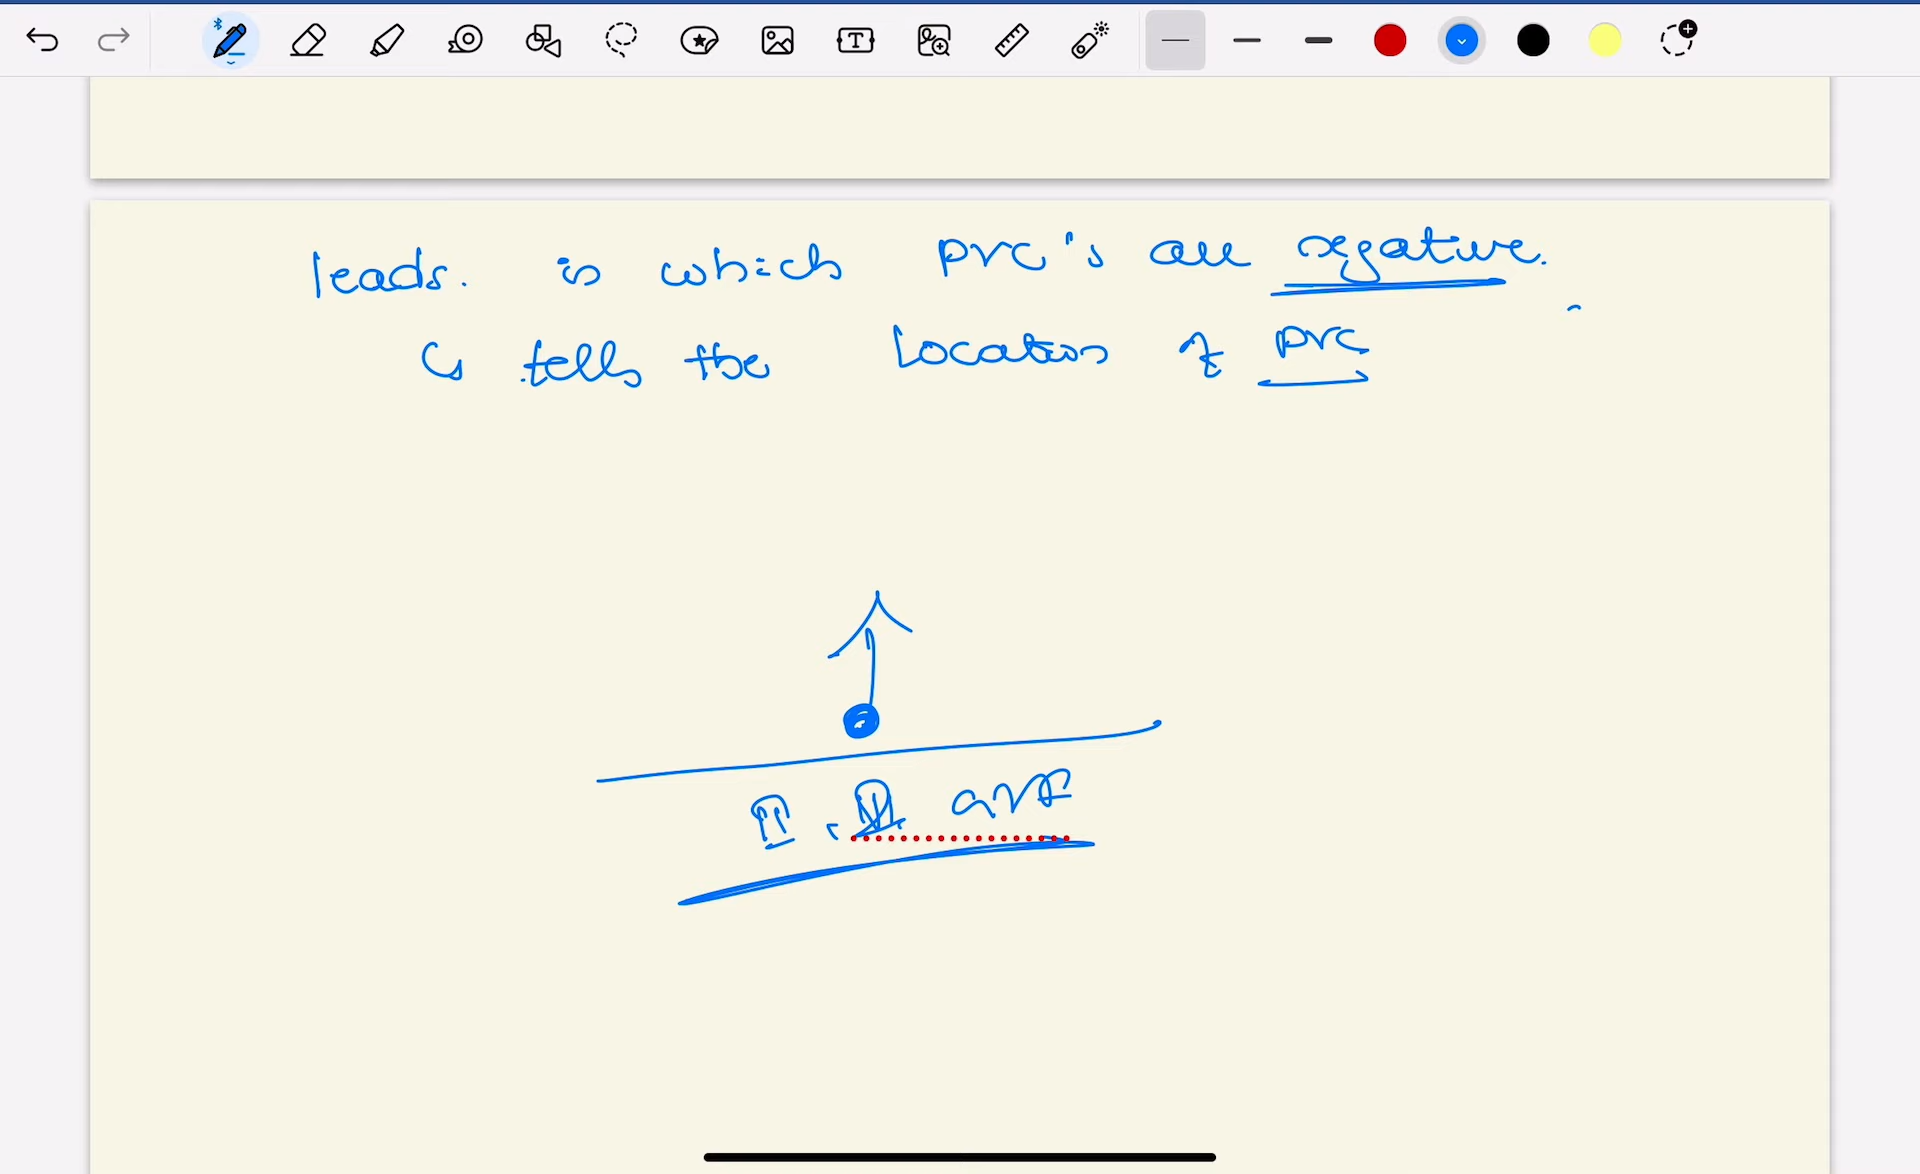 leads. in which PVC's are negative.
↳ tells the location of PVC
II, III avF